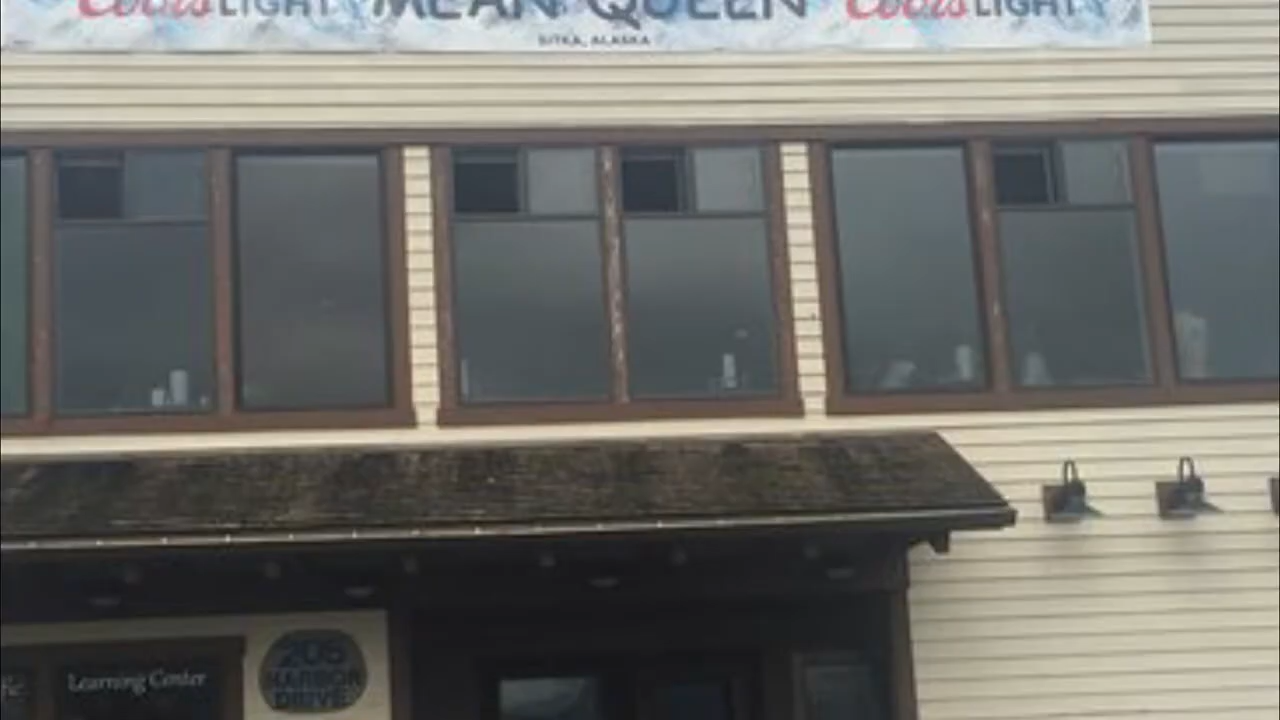 Coors LIGHT MEAN QUEEN Coors LIGHT
SITKA, ALASKA
Learning Center
205
HARBOR
DRIVE